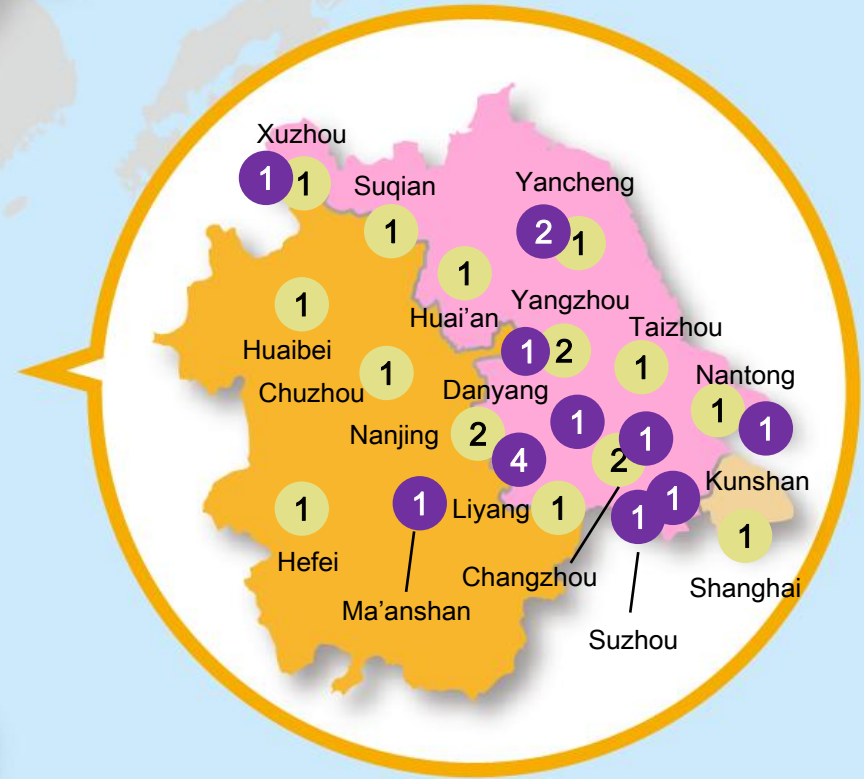 Xuzhou
1 1
Suqian
1
Yancheng
2 1
1
Huai’an
1
Huaibei
Yangzhou
1 2
Taizhou
1
Chuzhou
1
Danyang
1
Nantong
1 1
Nanjing
2 4
2 1
Kunshan
1
1
Liyang
1
1
Ma’anshan
1
Hefei
Changzhou
1
Suzhou
1
Shanghai